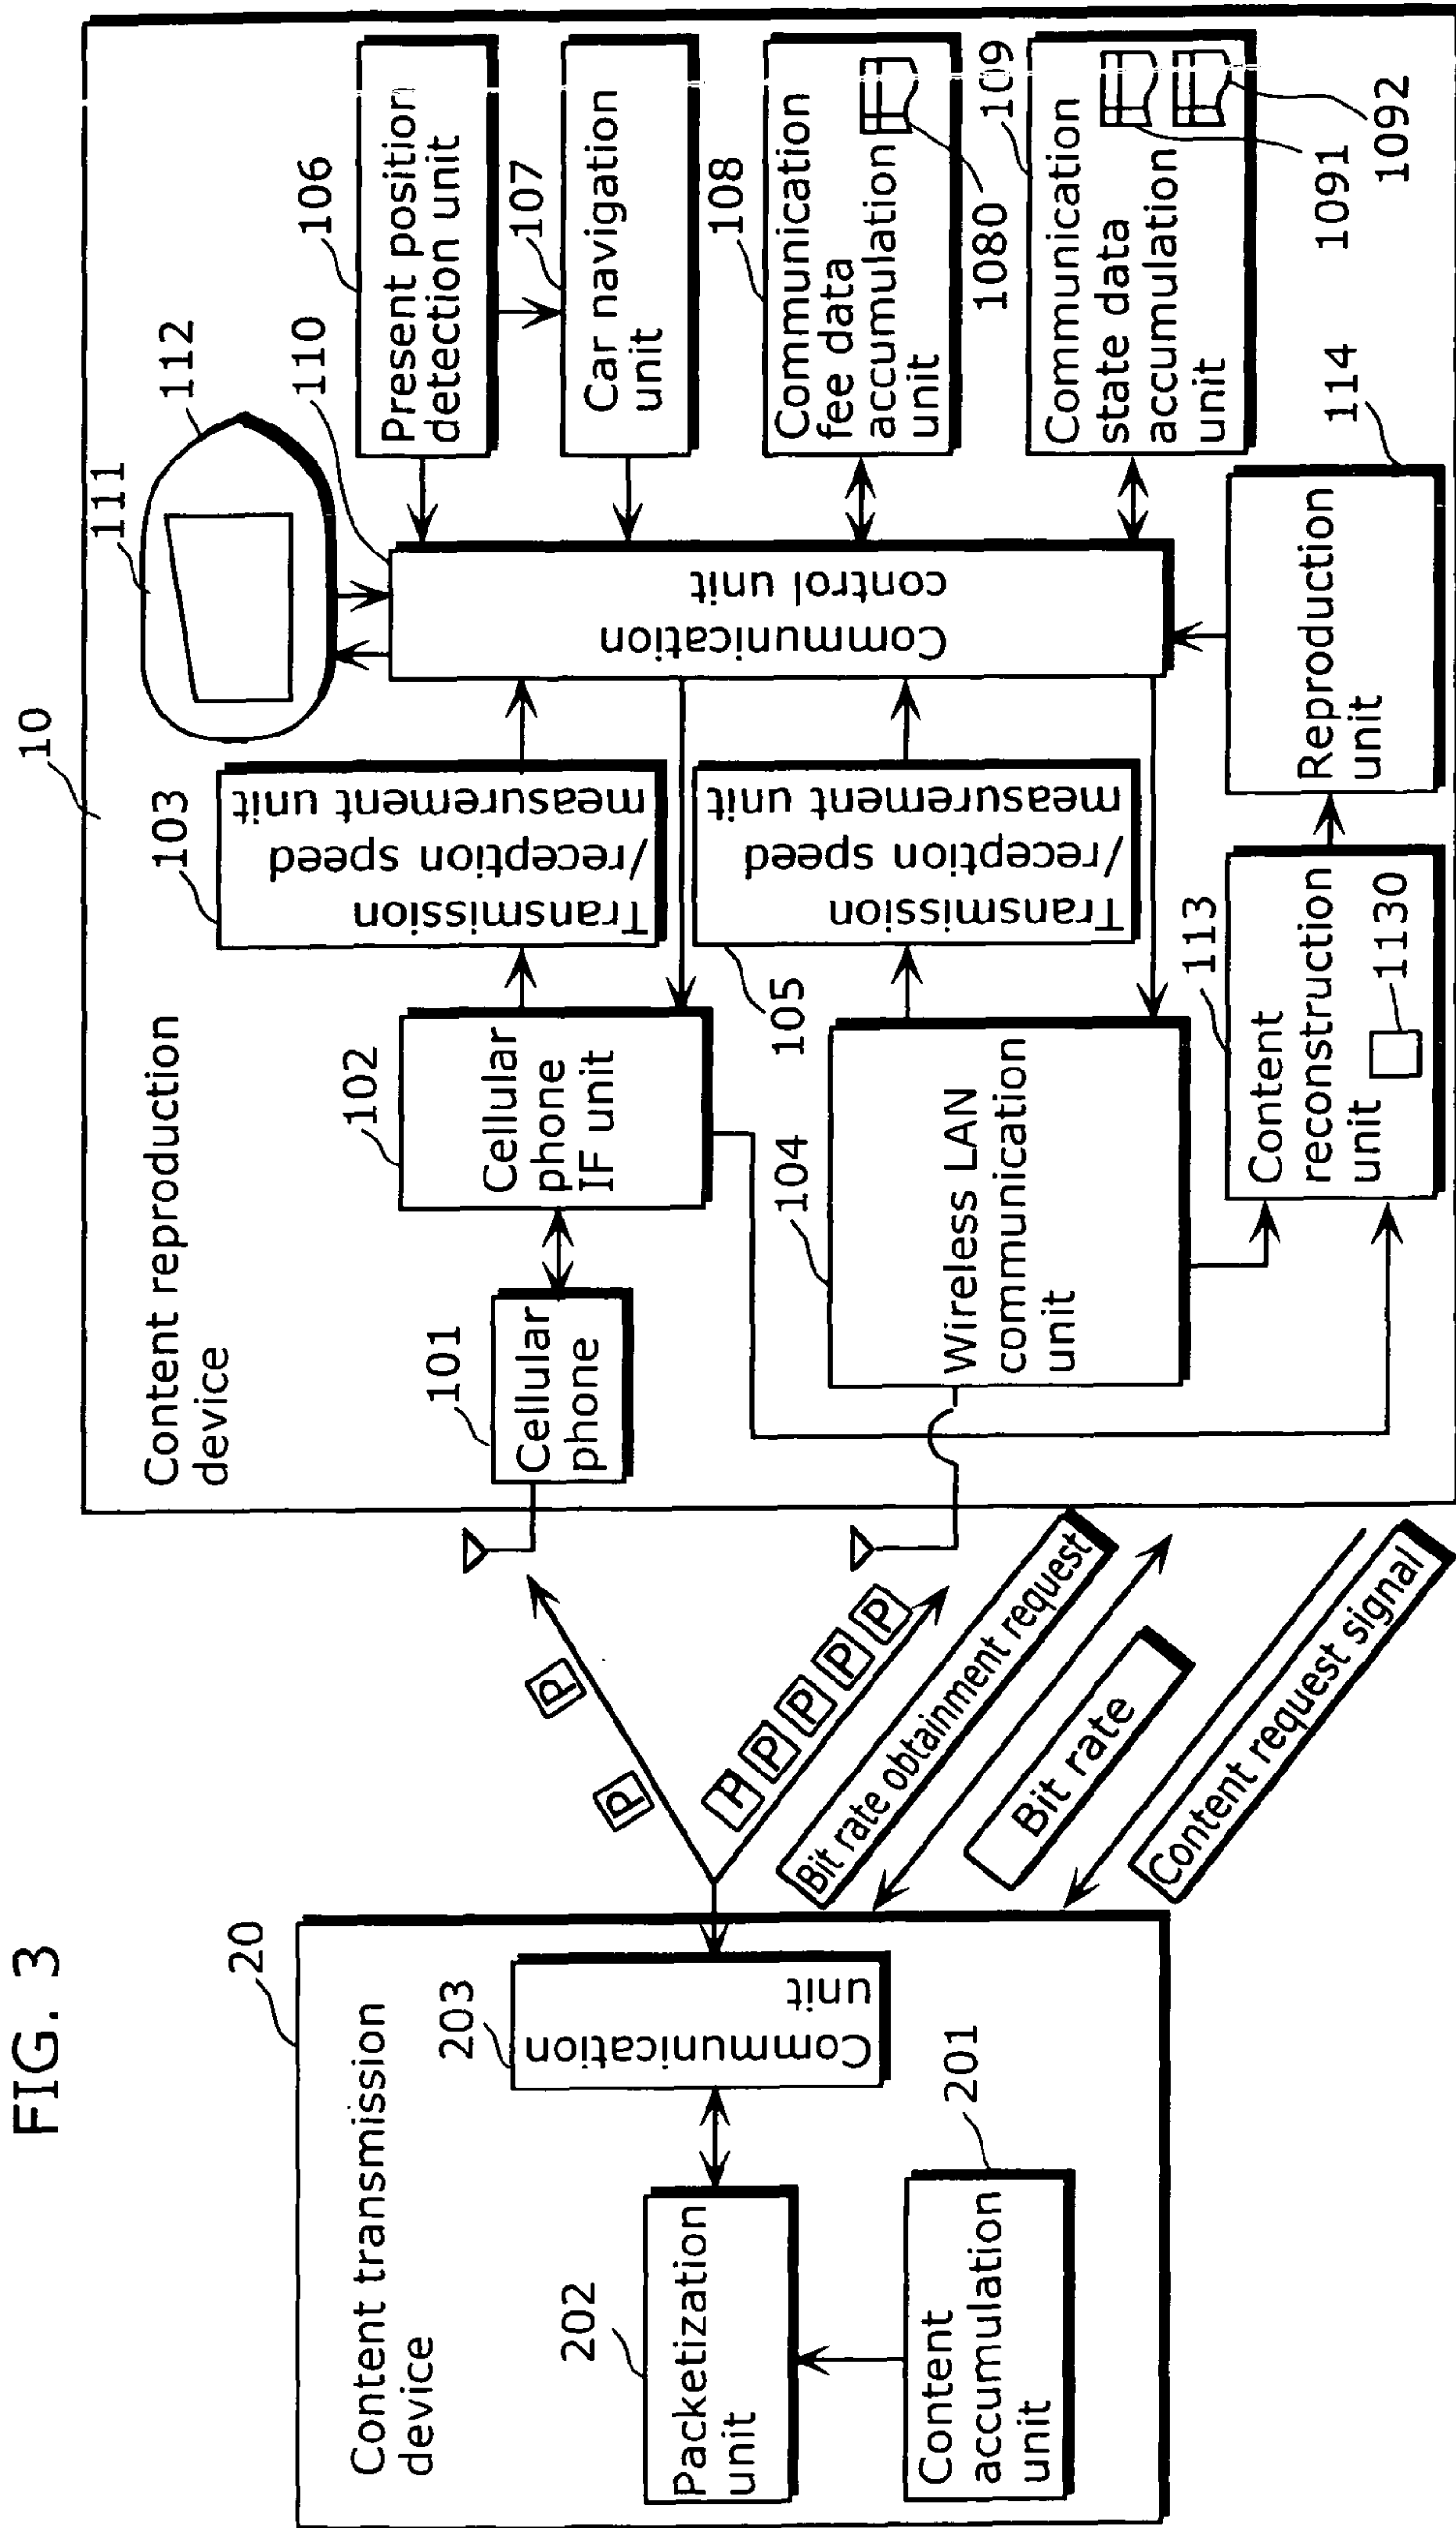 FIG. 3
20
Content transmission
device
203
Communication
unit
202
Packetization
unit
201
Content
accumulation
unit
P
P
P
P
P
P
P
Bit rate obtainment request
Bit rate
Content request signal
10
Content reproduction
device
101
Cellular
phone
102
Cellular
phone
IF unit
103
Transmission
/reception speed
measurement unit
104
Wireless LAN
communication
unit
105
Transmission
/reception speed
measurement unit
111
112
110
Communication
control unit
106
Present position
detection unit
107
Car navigation
unit
108
Communication
fee data
accumulation
unit
1080
109
Communication
state data
accumulation
unit
1091
1092
113
Content
reconstruction
unit
1130
114
Reproduction
unit